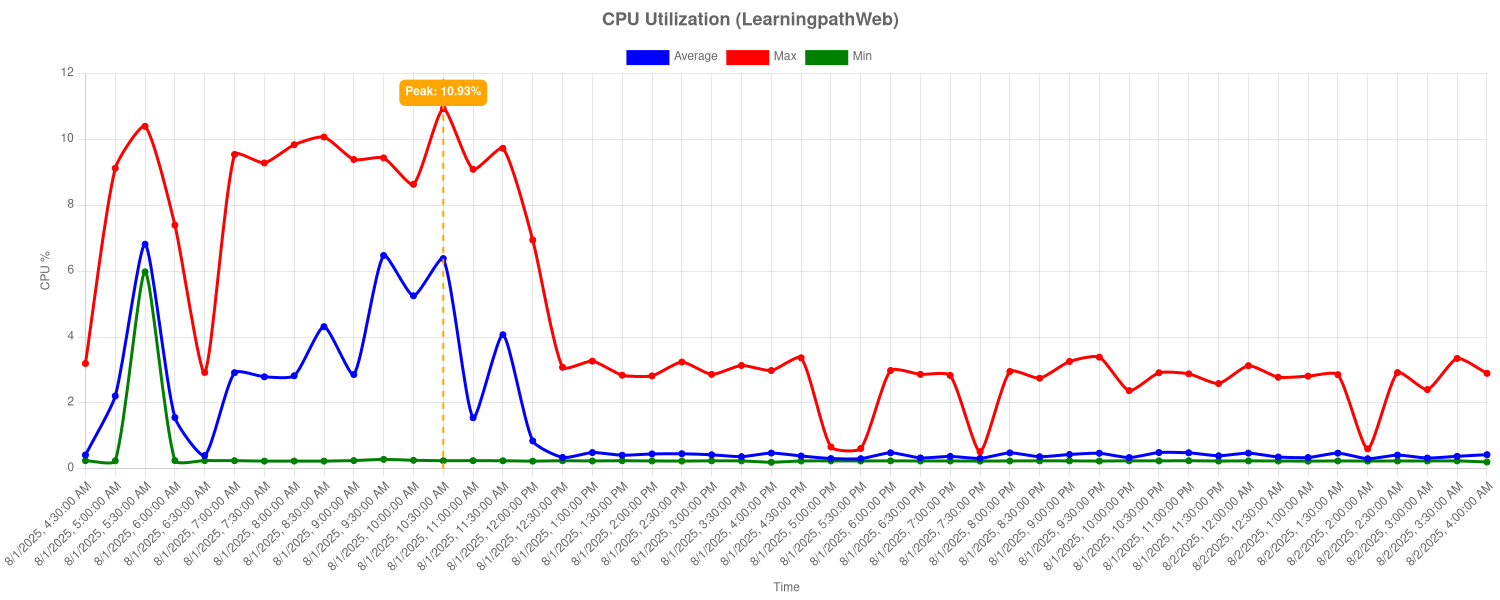 CPU Utilization (LearningpathWeb)
Average Max Min
12
Peak: 10.93%
10
8
6
4
2
0
CPU %
8/1/2025, 4:30:00 AM
8/1/2025, 5:00:00 AM
8/1/2025, 5:30:00 AM
8/1/2025, 6:00:00 AM
8/1/2025, 6:30:00 AM
8/1/2025, 7:00:00 AM
8/1/2025, 7:30:00 AM
8/1/2025, 8:00:00 AM
8/1/2025, 8:30:00 AM
8/1/2025, 9:00:00 AM
8/1/2025, 9:30:00 AM
8/1/2025, 10:00:00 AM
8/1/2025, 10:30:00 AM
8/1/2025, 11:00:00 AM
8/1/2025, 11:30:00 AM
8/1/2025, 12:00:00 PM
8/1/2025, 12:30:00 PM
8/1/2025, 1:00:00 PM
8/1/2025, 1:30:00 PM
8/1/2025, 2:00:00 PM
8/1/2025, 2:30:00 PM
8/1/2025, 3:00:00 PM
8/1/2025, 3:30:00 PM
8/1/2025, 4:00:00 PM
8/1/2025, 4:30:00 PM
8/1/2025, 5:00:00 PM
8/1/2025, 5:30:00 PM
8/1/2025, 6:00:00 PM
8/1/2025, 6:30:00 PM
8/1/2025, 7:00:00 PM
8/1/2025, 7:30:00 PM
8/1/2025, 8:00:00 PM
8/1/2025, 8:30:00 PM
8/1/2025, 9:00:00 PM
8/1/2025, 9:30:00 PM
8/1/2025, 10:00:00 PM
8/1/2025, 10:30:00 PM
8/1/2025, 11:00:00 PM
8/1/2025, 11:30:00 PM
8/2/2025, 12:00:00 AM
8/2/2025, 12:30:00 AM
8/2/2025, 1:00:00 AM
8/2/2025, 1:30:00 AM
8/2/2025, 2:00:00 AM
8/2/2025, 2:30:00 AM
8/2/2025, 3:00:00 AM
8/2/2025, 3:30:00 AM
8/2/2025, 4:00:00 AM
Time